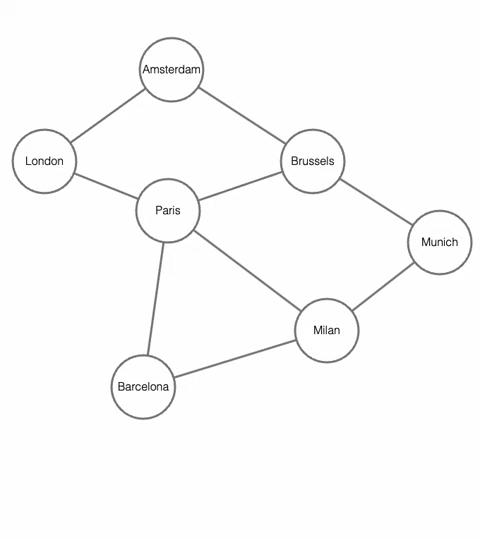 Amsterdam
London
Brussels
Paris
Munich
Milan
Barcelona